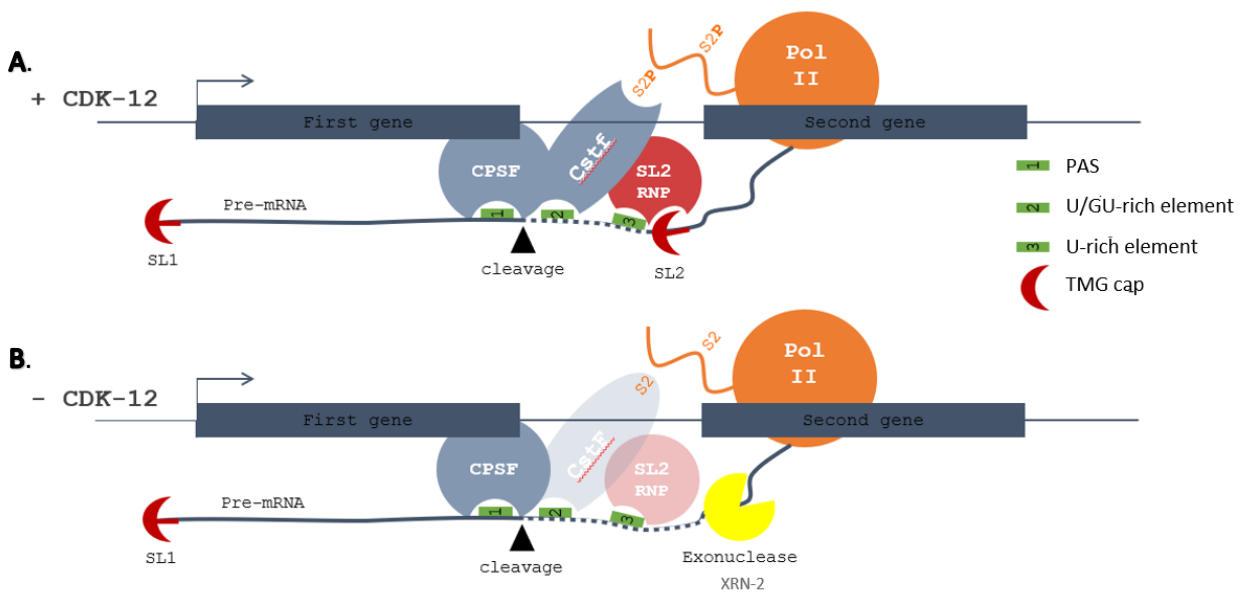 A.
+ CDK-12
S2P
S2P
Pol
II
First gene
Second gene
CPSF
Cstf
SL2
RNP
1
PAS
Pre-mRNA
1
2
3
2
U/GU-rich element
SL1
cleavage
SL2
3
U-rich element
TMG cap
B.
- CDK-12
S2
S2
Pol
II
First gene
Second gene
CPSF
CstF
SL2
RNP
Pre-mRNA
1
2
3
SL1
cleavage
Exonuclease
XRN-2